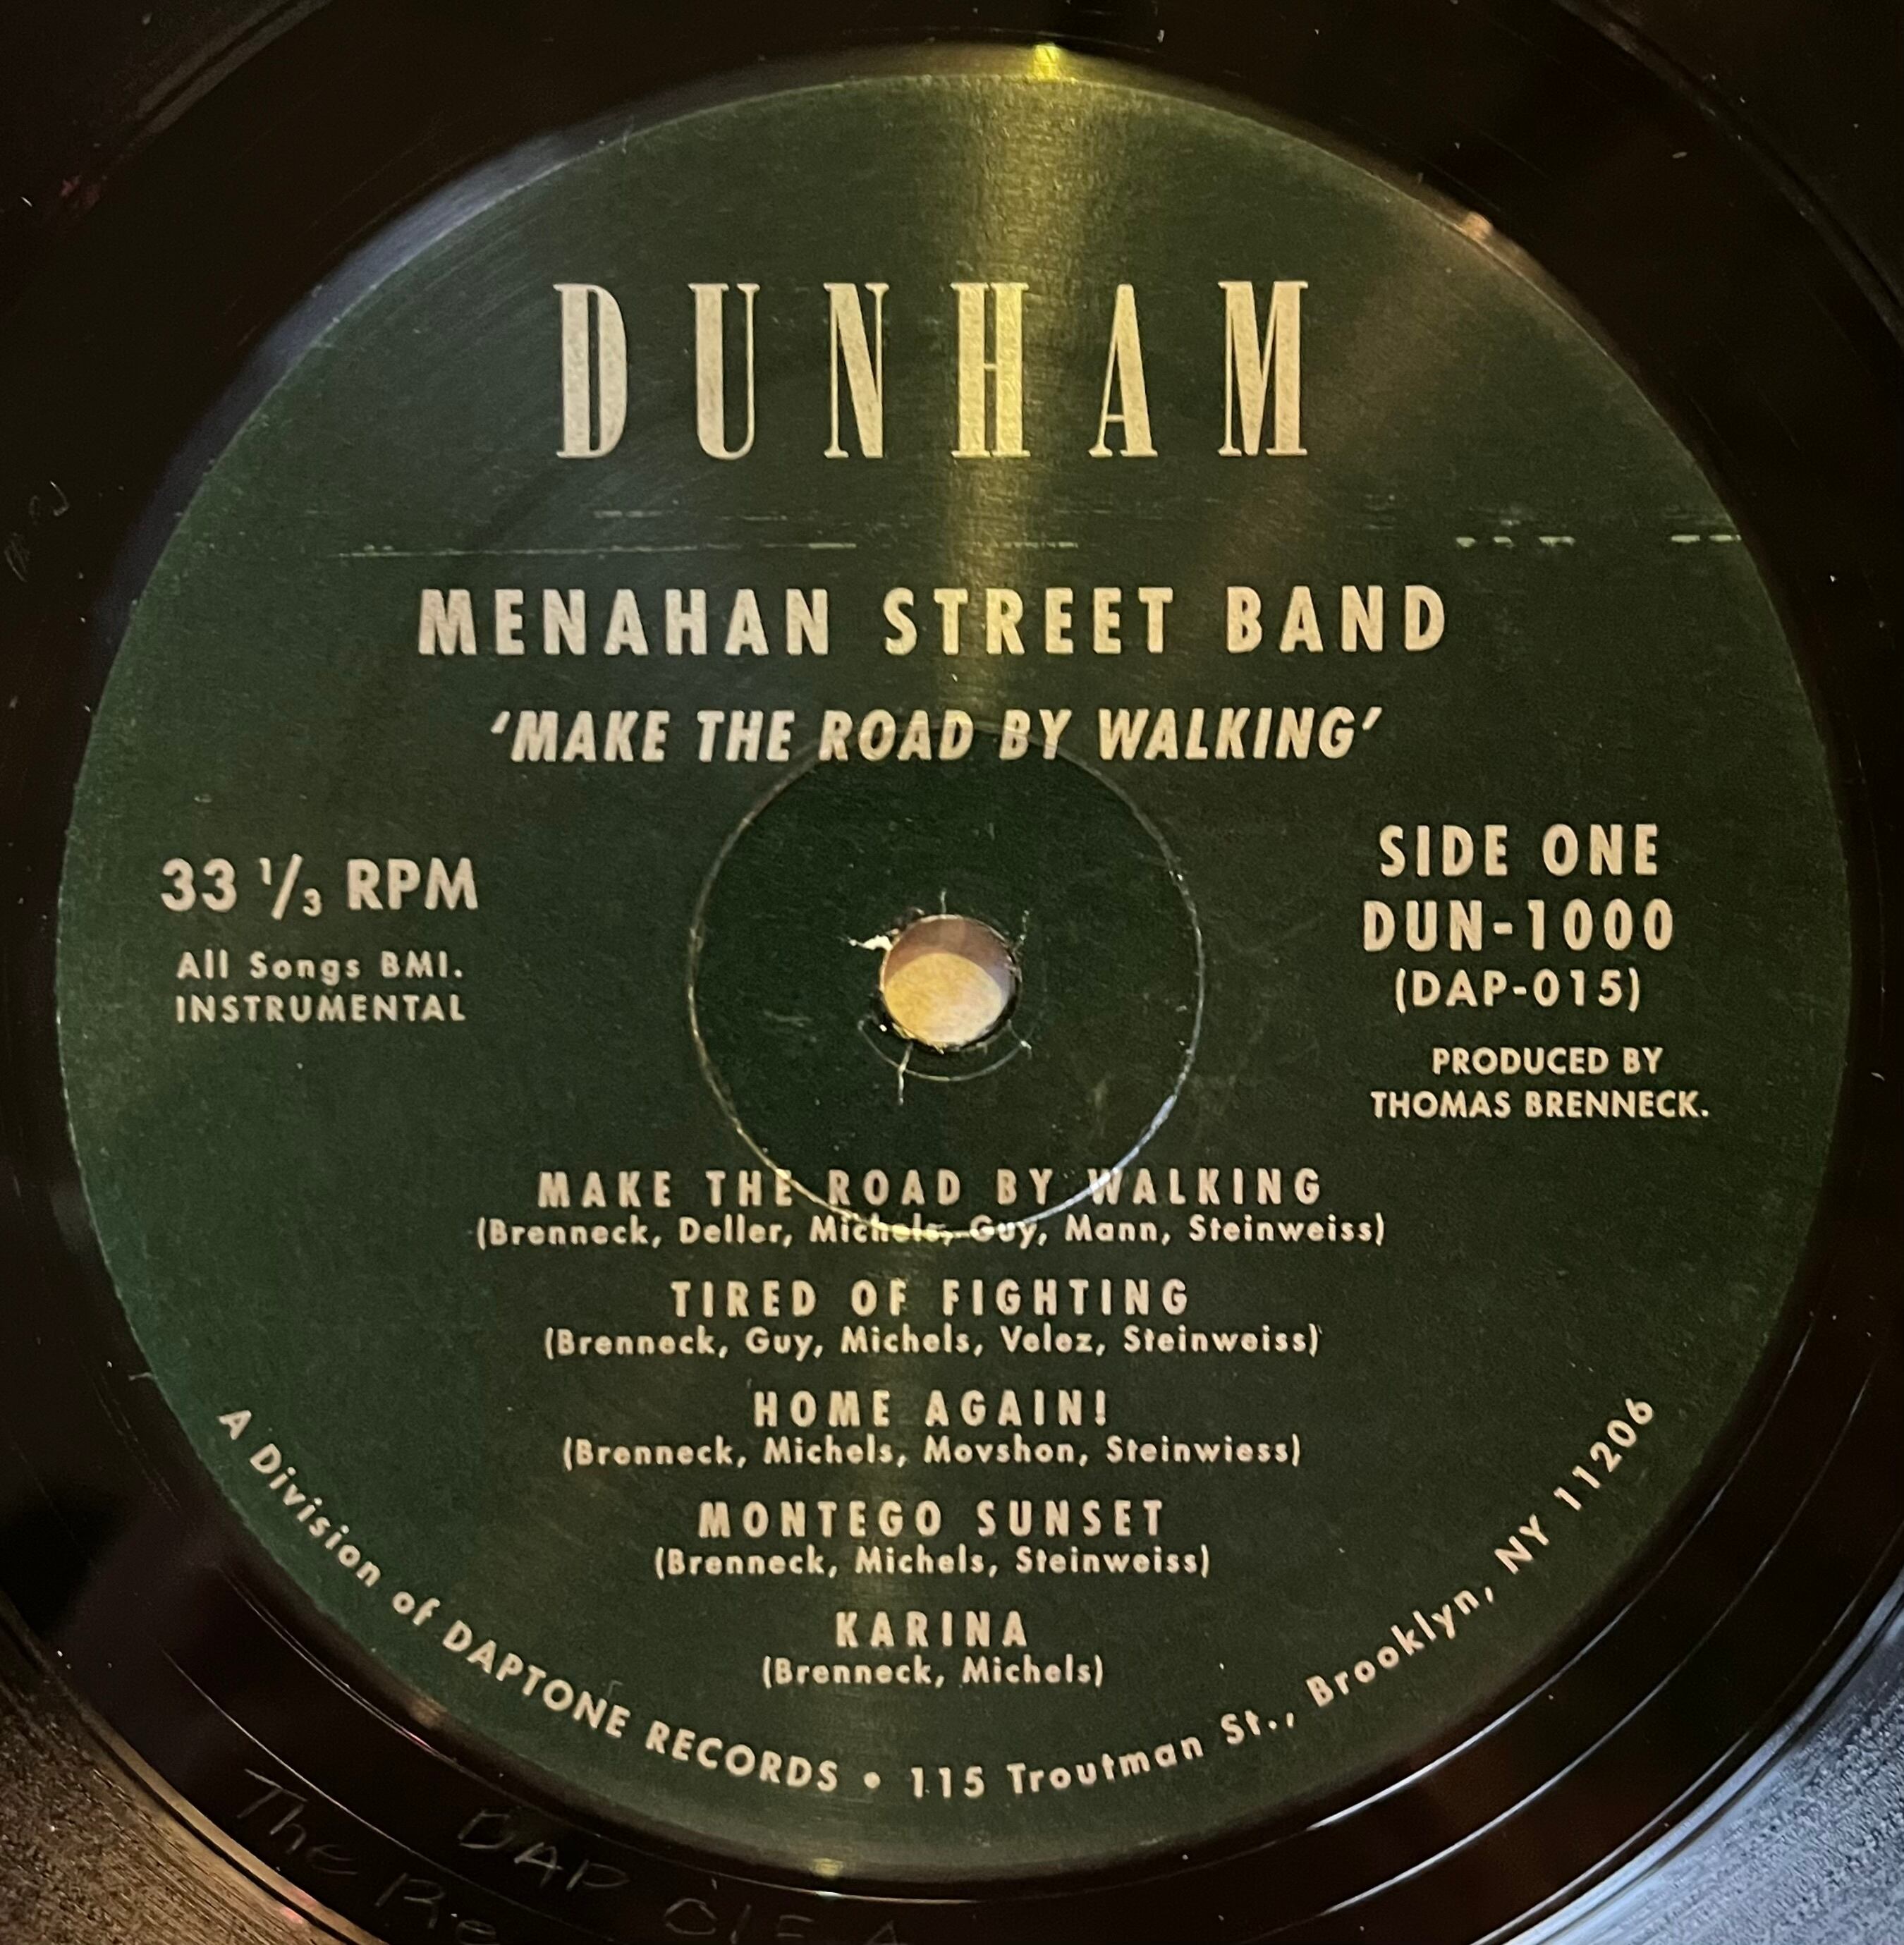 DUNHAM
MENAHAN STREET BAND
‘MAKE THE ROAD BY WALKING’
33 1/3 RPM
All Songs BMI.
INSTRUMENTAL
SIDE ONE
DUN-1000
(DAP-015)
PRODUCED BY
THOMAS BRENNECK.
MAKE THE ROAD BY WALKING
(Brenneck, Deller, Michels, Guy, Mann, Steinweiss)
TIRED OF FIGHTING
(Brenneck, Guy, Michels, Velez, Steinweiss)
HOME AGAIN!
(Brenneck, Michels, Movshon, Steinwiess)
MONTEGO SUNSET
(Brenneck, Michels, Steinweiss)
KARINA
(Brenneck, Michels)
A Division of DAPTONE RECORDS • 115 Troutman St., Brooklyn, NY 11206
DAP
The